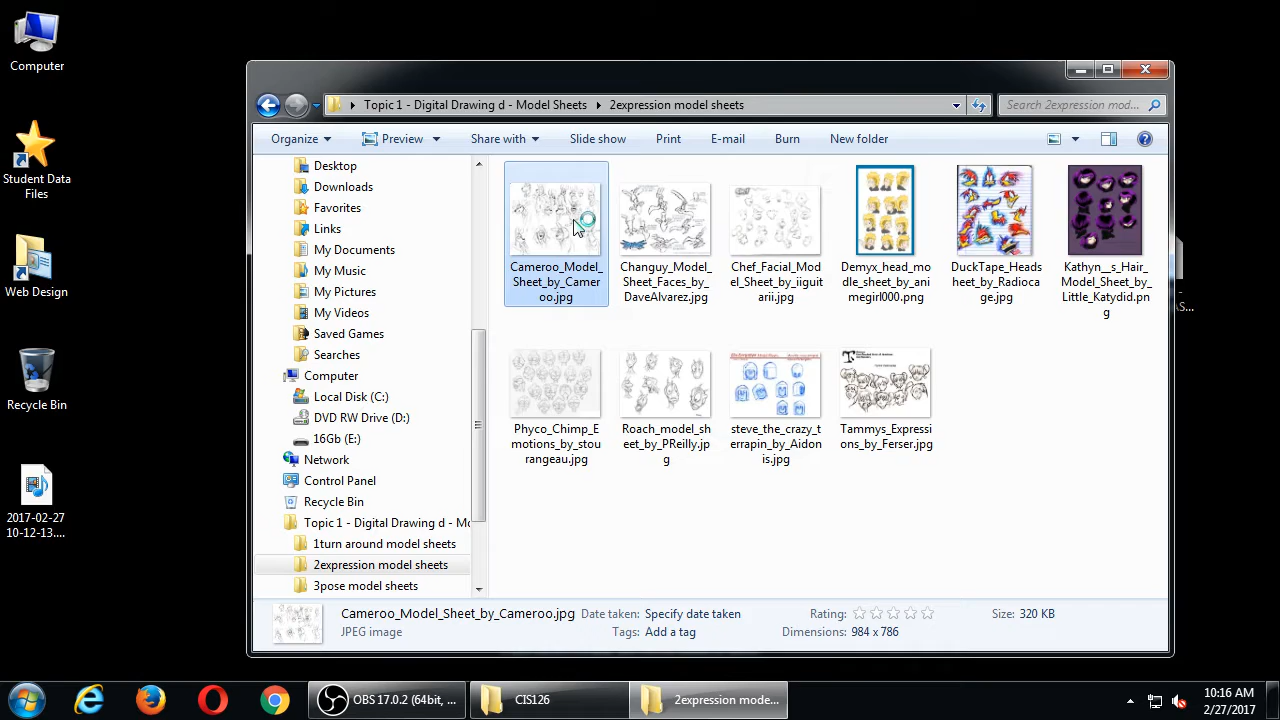 Computer
Student Data
Files
Web Design
Recycle Bin
2017-02-27
10-12-13....
Topic 1 - Digital Drawing d - Model Sheets
2expression model sheets
Search 2expression mod...
Organize
Preview
Share with
Slide show
Print
E-mail
Burn
New folder
Desktop
Downloads
Favorites
Links
My Documents
My Music
My Pictures
My Videos
Saved Games
Searches
Computer
Local Disk (C:)
DVD RW Drive (D:)
16Gb (E:)
Network
Control Panel
Recycle Bin
Topic 1 - Digital Drawing d - Mo
1turn around model sheets
2expression model sheets
3pose model sheets
Cameroo_Model_
Sheet_by_Camer
oo.jpg
Changuy_Model_
Sheet_Faces_by_
DaveAlvarez.jpg
Chef_Facial_Mod
el_Sheet_by_iiguit
arii.jpg
Demyx_head_mo
dle_sheet_by_ani
megirl000.png
DuckTape_Heads
heet_by_Radioca
ge.jpg
Kathyn__s_Hair_
Model_Sheet_by_
Little_Katydid.pn
g
Phyco_Chimp_E
motions_by_stou
rangeau.jpg
Roach_model_sh
eet_by_PReilly.jp
g
steve_the_crazy_t
errapin_by_Aidon
is.jpg
Tammys_Expressi
ons_by_Ferser.jpg
Cameroo_Model_Sheet_by_Cameroo.jpg
JPEG image
Date taken: Specify date taken
Tags: Add a tag
Rating:
Dimensions: 984 x 786
Size: 320 KB
OBS 17.0.2 (64bit, ...
CIS126
2expression mode...
10:16 AM
2/27/2017